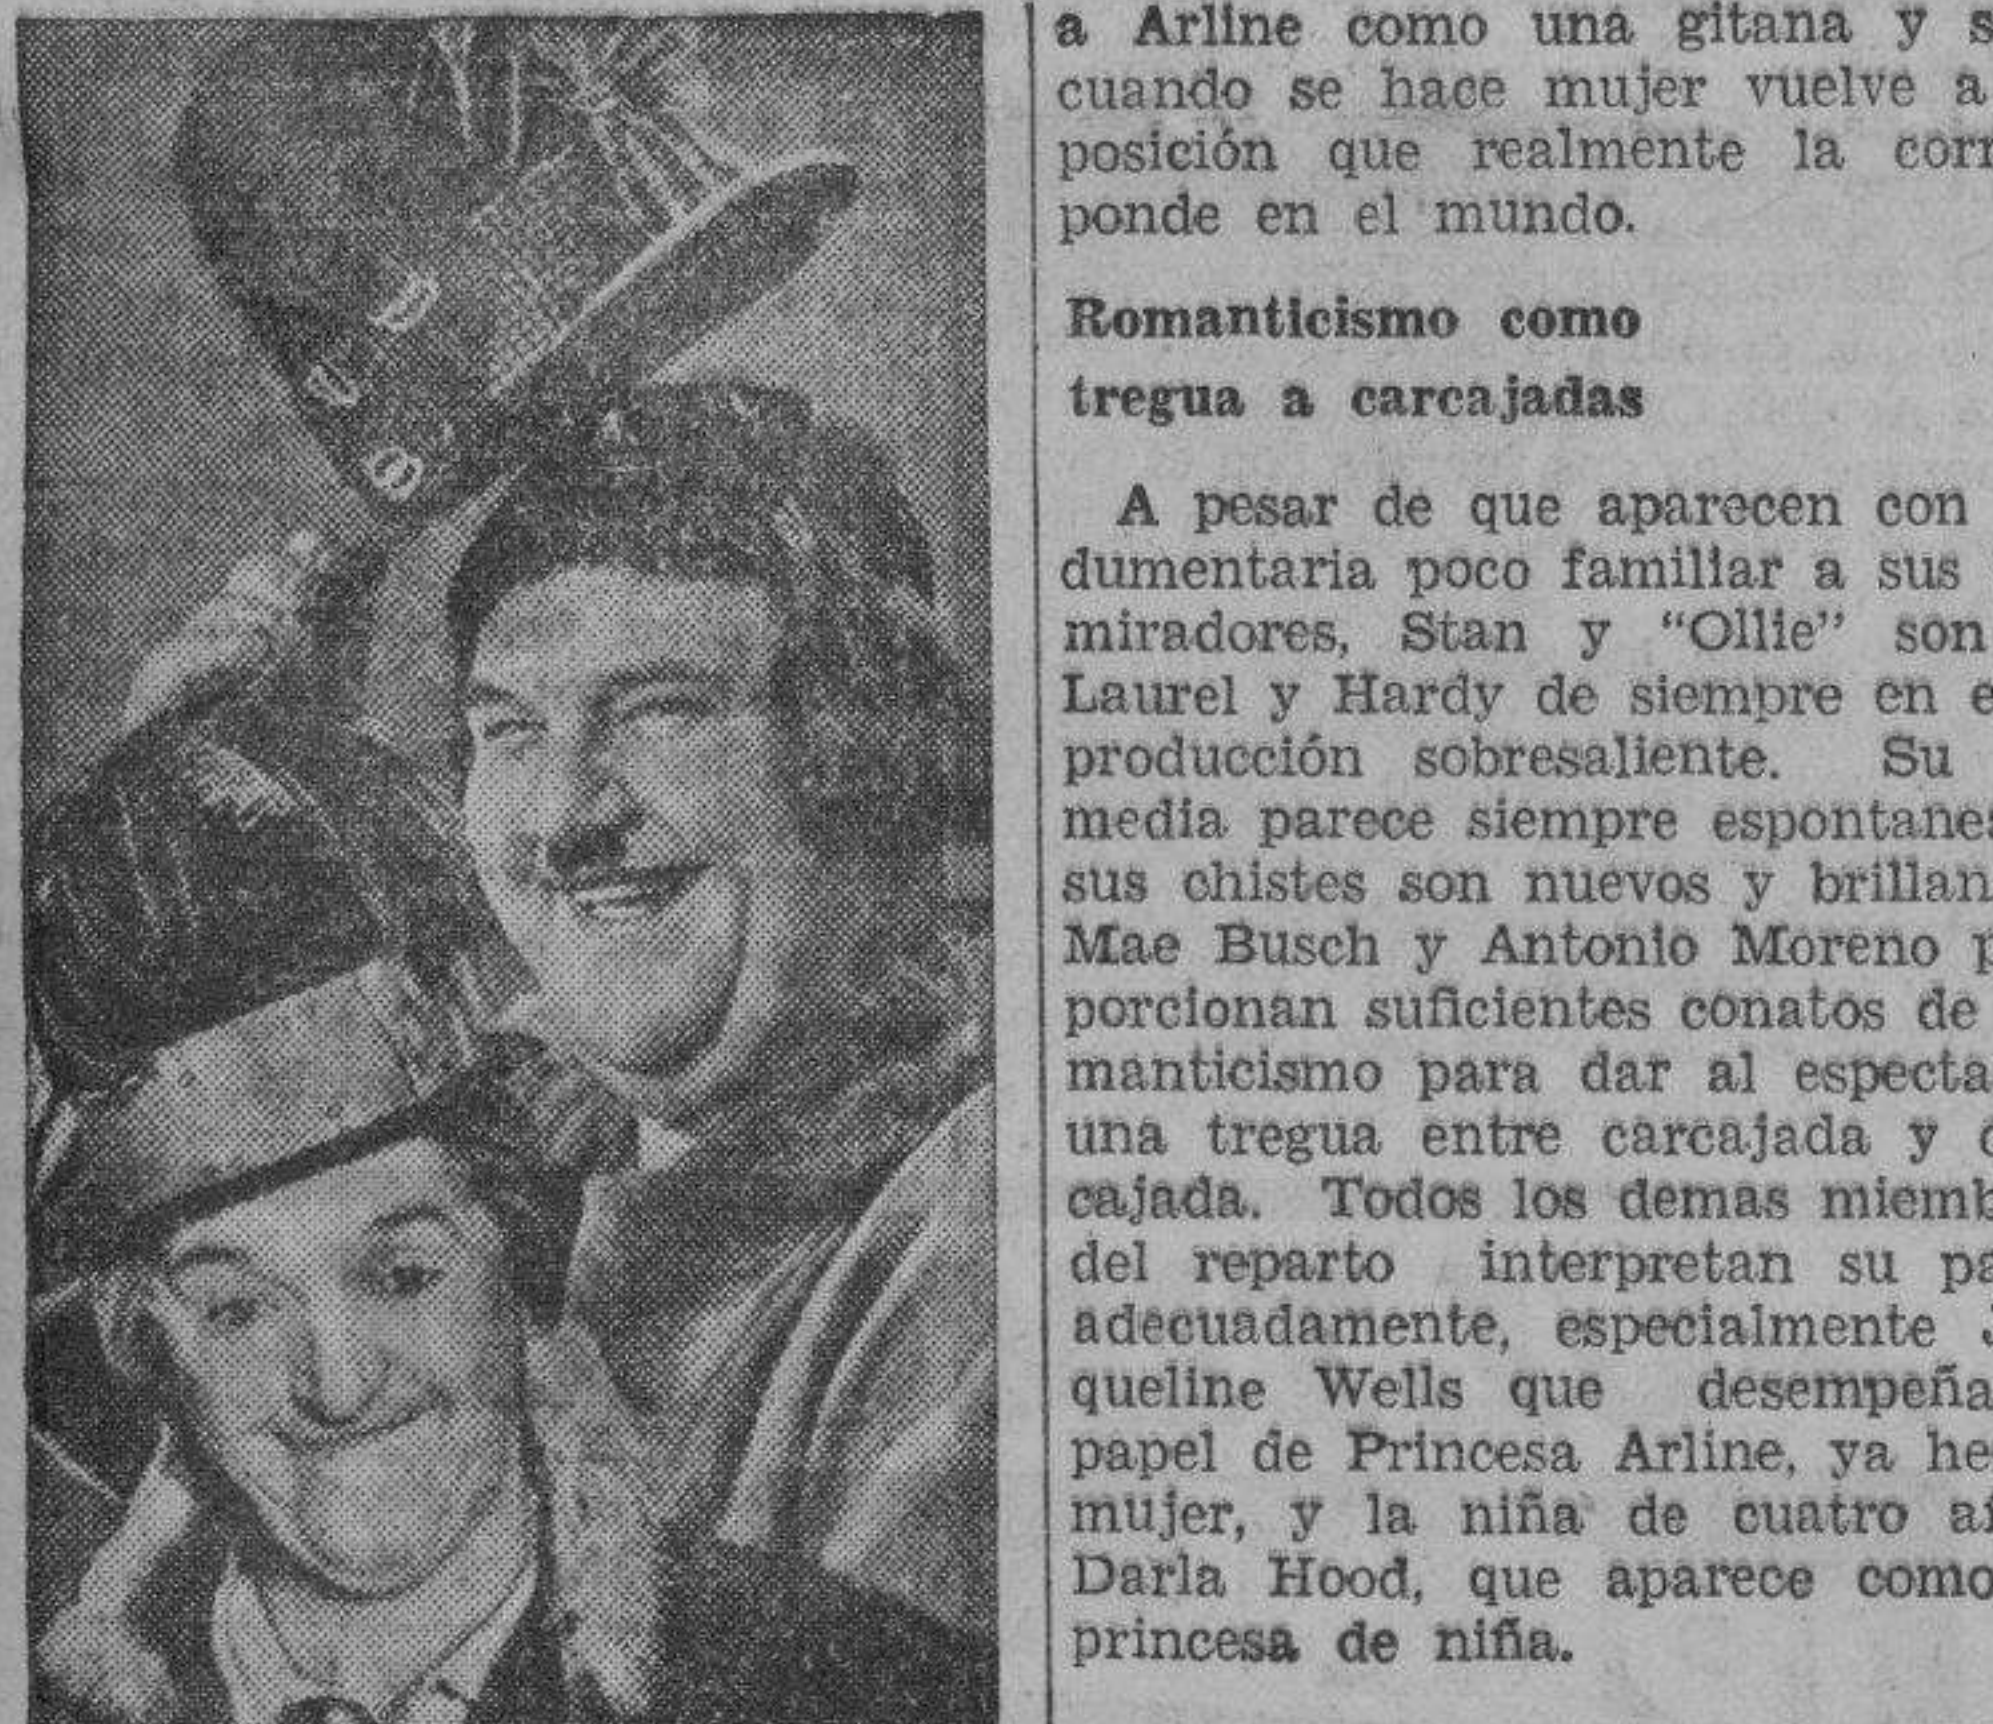 a Arline como una gitana y s
cuando se hace mujer vuelve a
posición que realmente la corr
ponde en el mundo.
Romanticismo como
tregua a carcajadas
A pesar de que aparecen con
dumentaria poco familiar a sus
miradores, Stan y “Ollie” son
Laurel y Hardy de siempre en e
producción sobresaliente. Su
media parece siempre espontane
sus chistes son nuevos y brillan
Mae Busch y Antonio Moreno p
porcionan suficientes conatos de
manticismo para dar al especta
una tregua entre carcajada y c
cajada. Todos los demas miemb
del reparto interpretan su pa
adecuadamente, especialmente J
queline Wells que desempeña
papel de Princesa Arline, ya he
mujer, y la niña de cuatro añ
Darla Hood, que aparece como
princesa de niña.